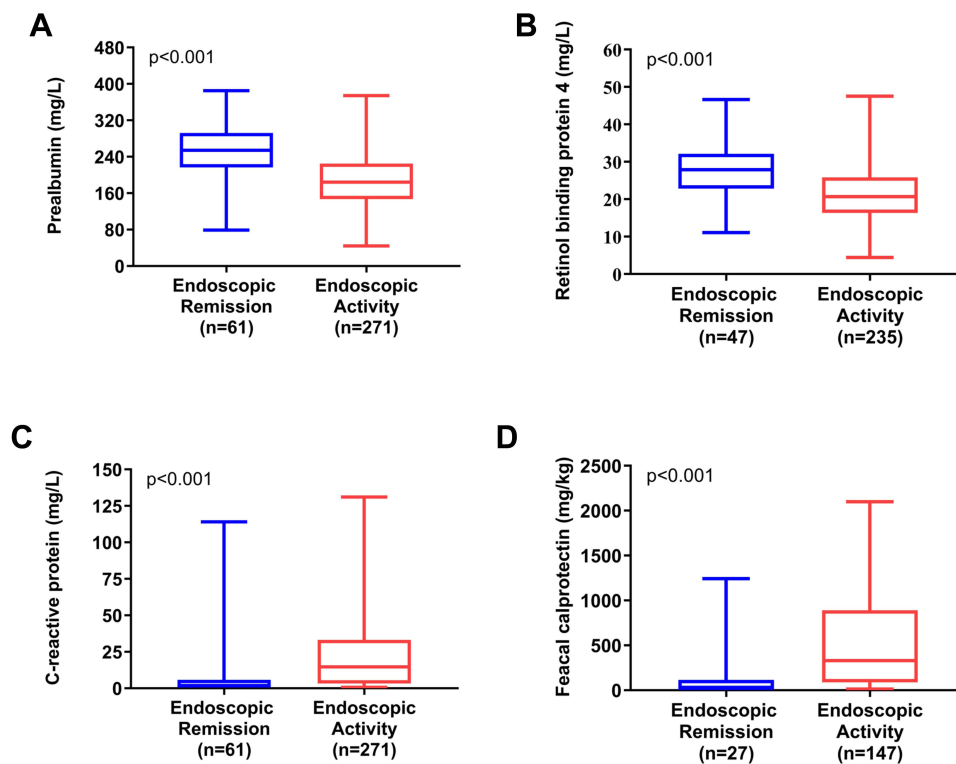 A
Prealbumin (mg/L)
480
400
320
240
160
80
0
p<0.001
Endoscopic
Remission
(n=61)
Endoscopic
Activity
(n=271)
B
Retinol binding protein 4 (mg/L)
60
50
40
30
20
10
0
p<0.001
Endoscopic
Remission
(n=47)
Endoscopic
Activity
(n=235)
C
C-reactive protein (mg/L)
150
125
100
75
50
25
0
p<0.001
Endoscopic
Remission
(n=61)
Endoscopic
Activity
(n=271)
D
Feacal calprotectin (mg/kg)
2500
2000
1500
1000
500
0
p<0.001
Endoscopic
Remission
(n=27)
Endoscopic
Activity
(n=147)